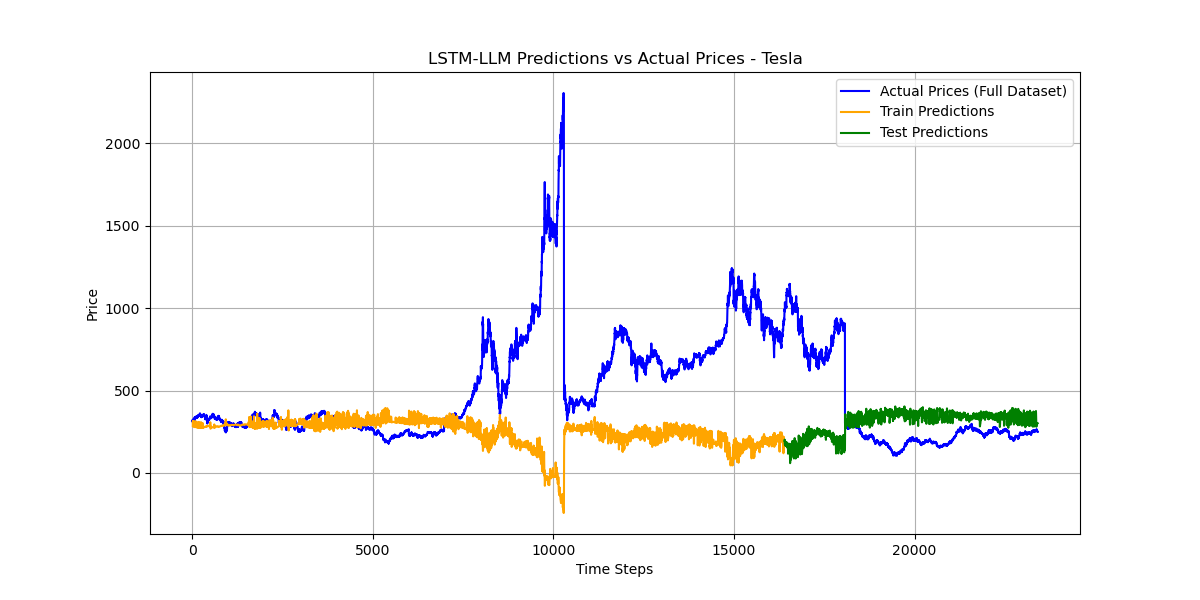 LSTM-LLM Predictions vs Actual Prices - Tesla
Actual Prices (Full Dataset)
Train Predictions
Test Predictions
Price
2000
1500
1000
500
0
0
5000
10000
15000
20000
Time Steps